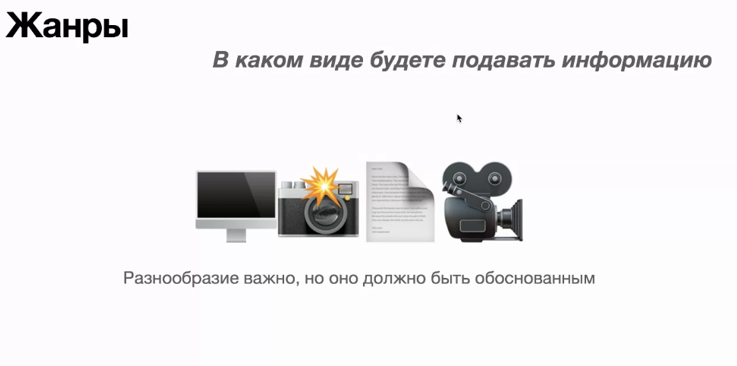 Жанры
В каком виде будете подавать информацию
Разнообразие важно, но оно должно быть обоснованным